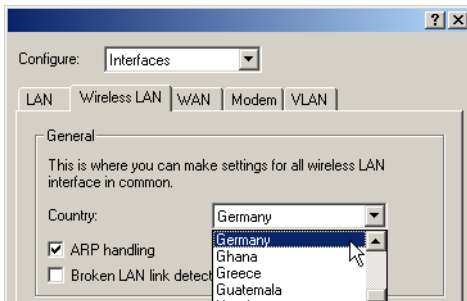 Configure: Interfaces
LAN Wireless LAN WAN Modem VLAN
General
This is where you can make settings for all wireless LAN
interface in common.
Country: Germany
Germany
ARP handling
Ghana
Broken LAN link detect
Greece
Guatemala